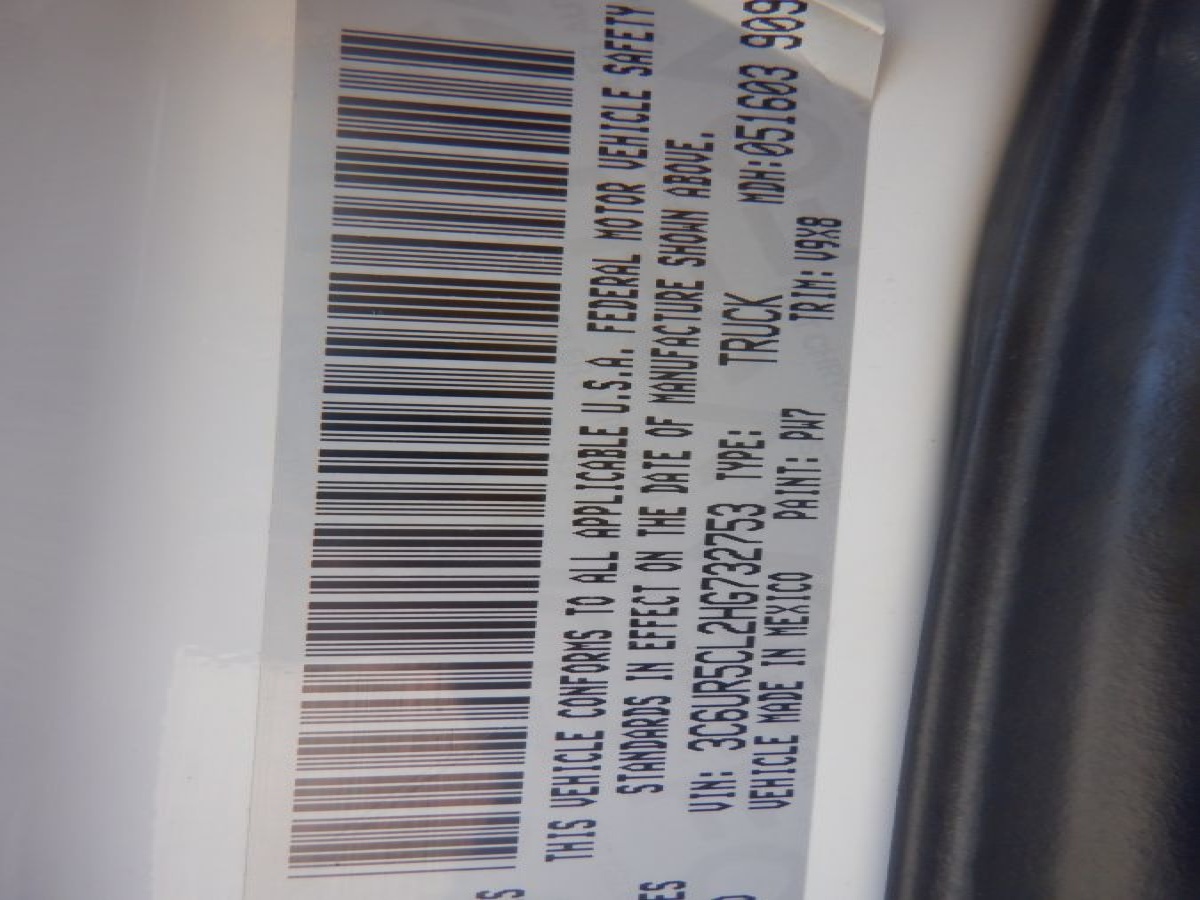 THIS VEHICLE CONFORMS TO ALL APPLICABLE U.S.A. FEDERAL MOTOR VEHICLE SAFETY
STANDARDS IN EFFECT ON THE DATE OF MANUFACTURE SHOWN ABOVE.
VIN: 3C6UR5CL2HG732753 TYPE: TRUCK MDH:051603 909
VEHICLE MADE IN MEXICO PAINT: PW7 TRIM: V9X8